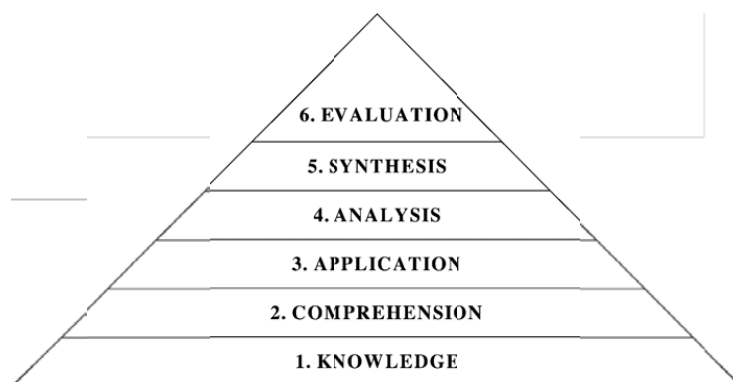 6. EVALUATION
5. SYNTHESIS
4. ANALYSIS
3. APPLICATION
2. COMPREHENSION
1. KNOWLEDGE